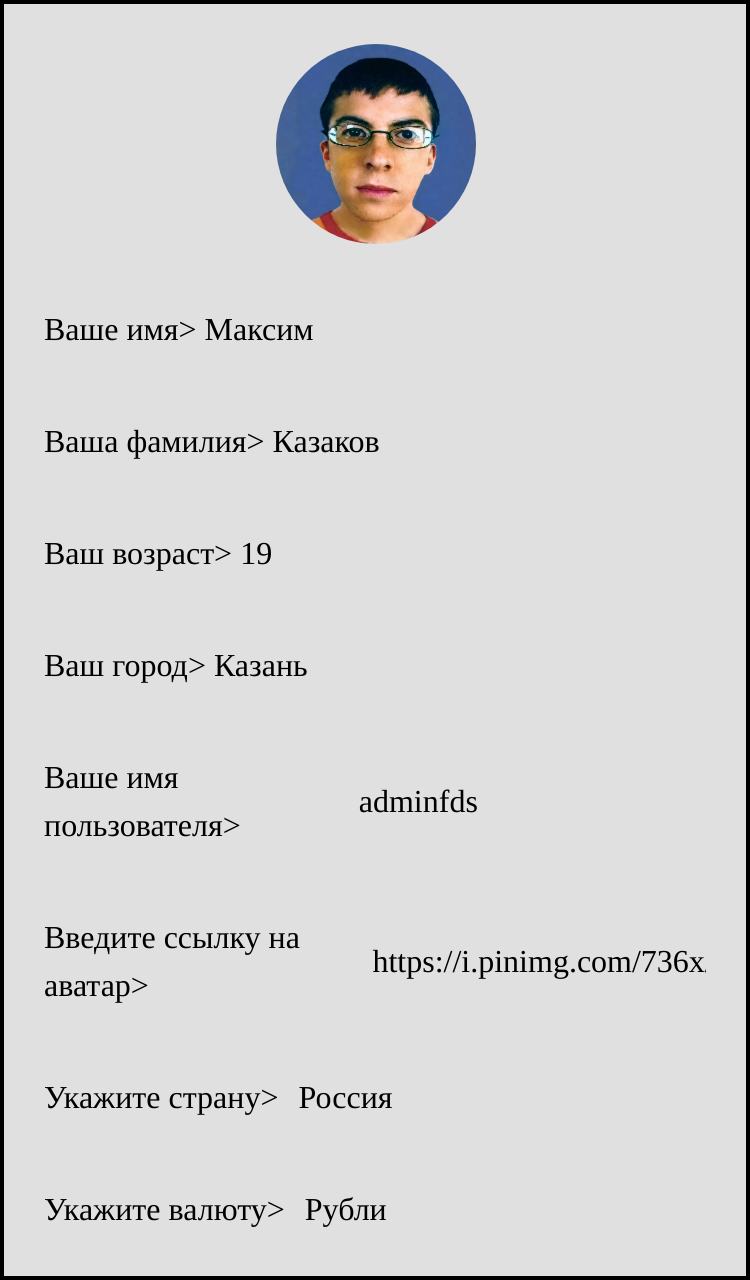 Ваше имя> Максим
Ваша фамилия> Казаков
Ваш возраст> 19
Ваш город> Казань
Ваше имя
пользователя>
adminfds
Введите ссылку на
аватар>
https://i.pinimg.com/736x
Укажите страну> Россия
Укажите валюту> Рубли